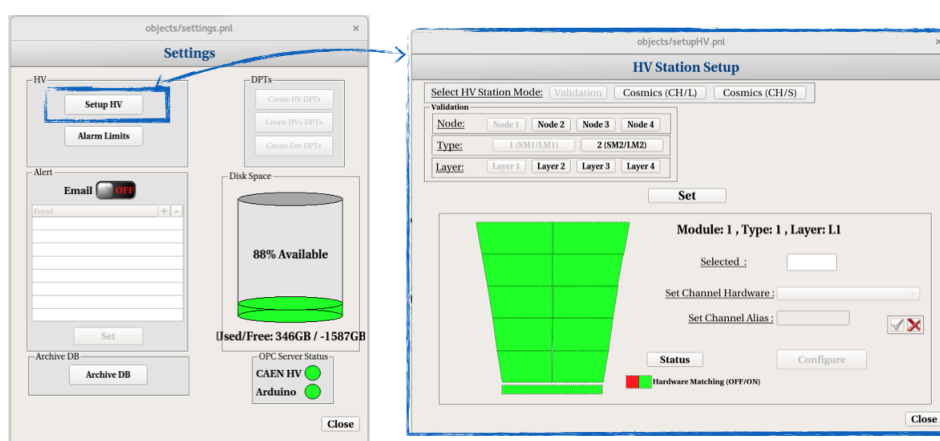 objects/settings.pnl
×
Settings
HV
Setup HV
Alarm Limits
DPTs
Create HV DPTs
Create HV+ DPTs
Create Env DPTs
Alert
Email OFF
Email + -
Set
Disk Space
88% Available
Used/Free: 346GB / -1587GB
Archive DB
Archive DB
OPC Server Status
CAEN HV
Arduino
Close
objects/setupHV.pnl
×
HV Station Setup
Select HV Station Mode: Validation Cosmics (CH/L) Cosmics (CH/S)
Validation
Node: Node 1 Node 2 Node 3 Node 4
Type: 1 (SM1/LM1) 2 (SM2/LM2)
Layer: Layer 1 Layer 2 Layer 3 Layer 4
Set
Module: 1 , Type: 1 , Layer: L1
Selected :
Set Channel Hardware :
Set Channel Alias :
Status Configure
Hardware Matching (OFF/ON)
Close